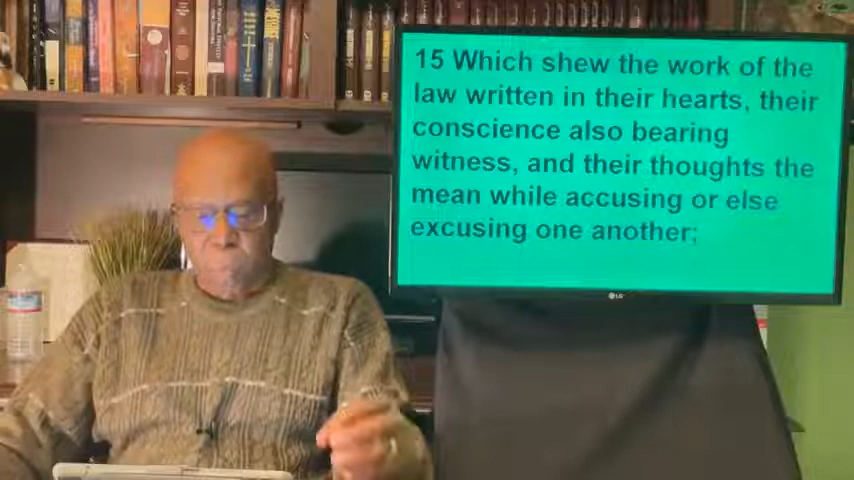 15 Which shew the work of the
law written in their hearts, their
conscience also bearing
witness, and their thoughts the
mean while accusing or else
excusing one another;
LG